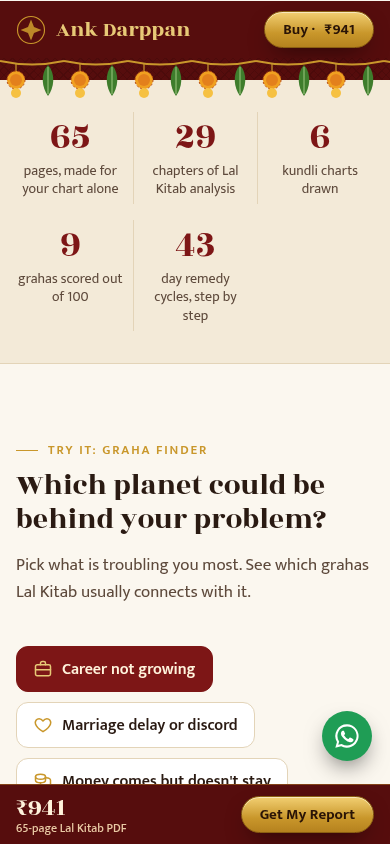 Ank Darppan
Buy · ₹941
65
pages, made for
your chart alone
29
chapters of Lal
Kitab analysis
6
kundli charts
drawn
9
grahas scored out
of 100
43
day remedy
cycles, step by
step
TRY IT: GRAHA FINDER
Which planet could be
behind your problem?
Pick what is troubling you most. See which grahas
Lal Kitab usually connects with it.
Career not growing
Marriage delay or discord
Money comes but doesn't stay
₹941
65-page Lal Kitab PDF
Get My Report